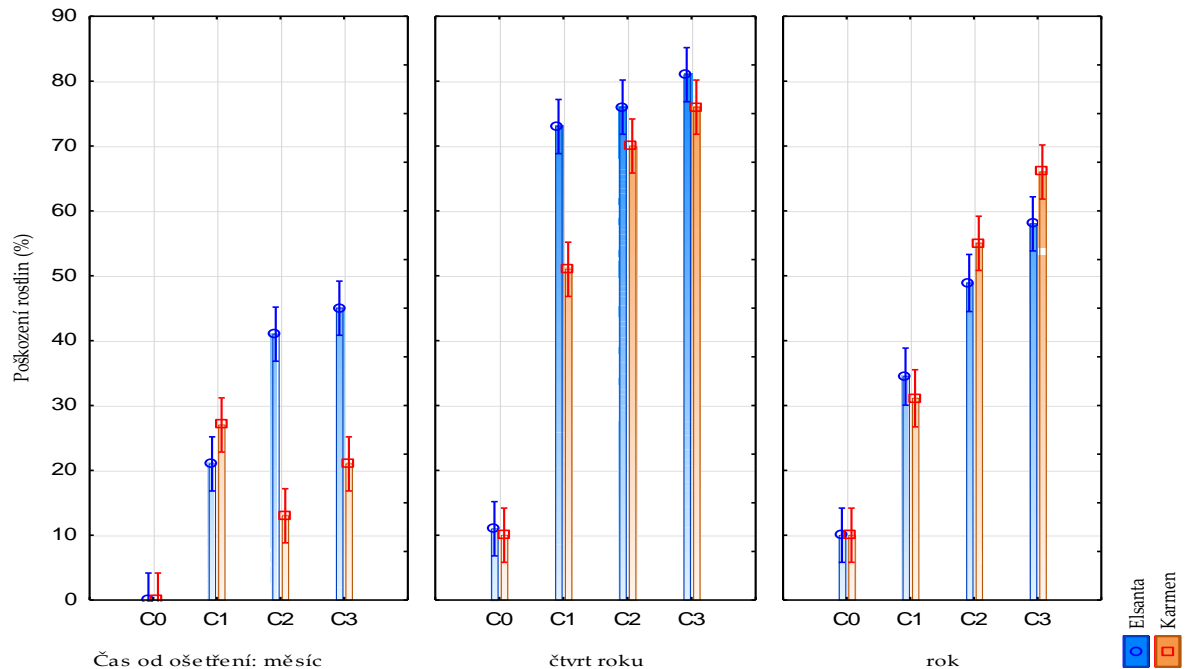 Poškození rostlin (%)
90
80
70
60
50
40
30
20
10
0
C0 C1 C2 C3
C0 C1 C2 C3
C0 C1 C2 C3
Čas od ošetření: měsíc
čtvrt roku
rok
Elsanta
Karmen